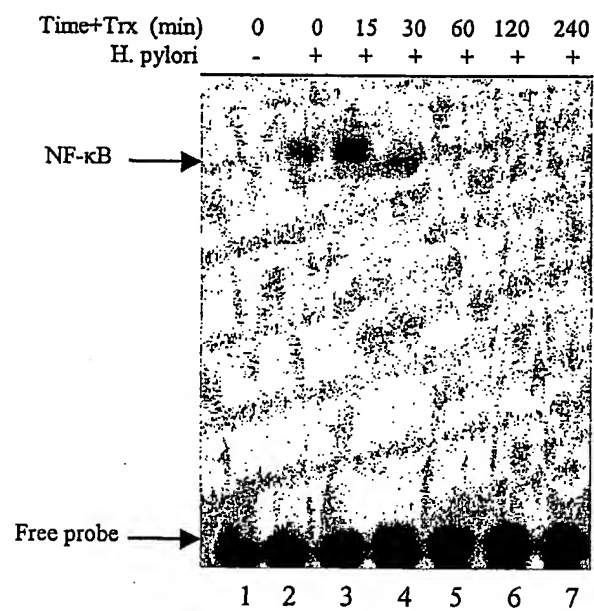 Time+Trx (min) 0 0 15 30 60 120 240
H. pylori - + + + + + +
NF-κB
Free probe
1 2 3 4 5 6 7